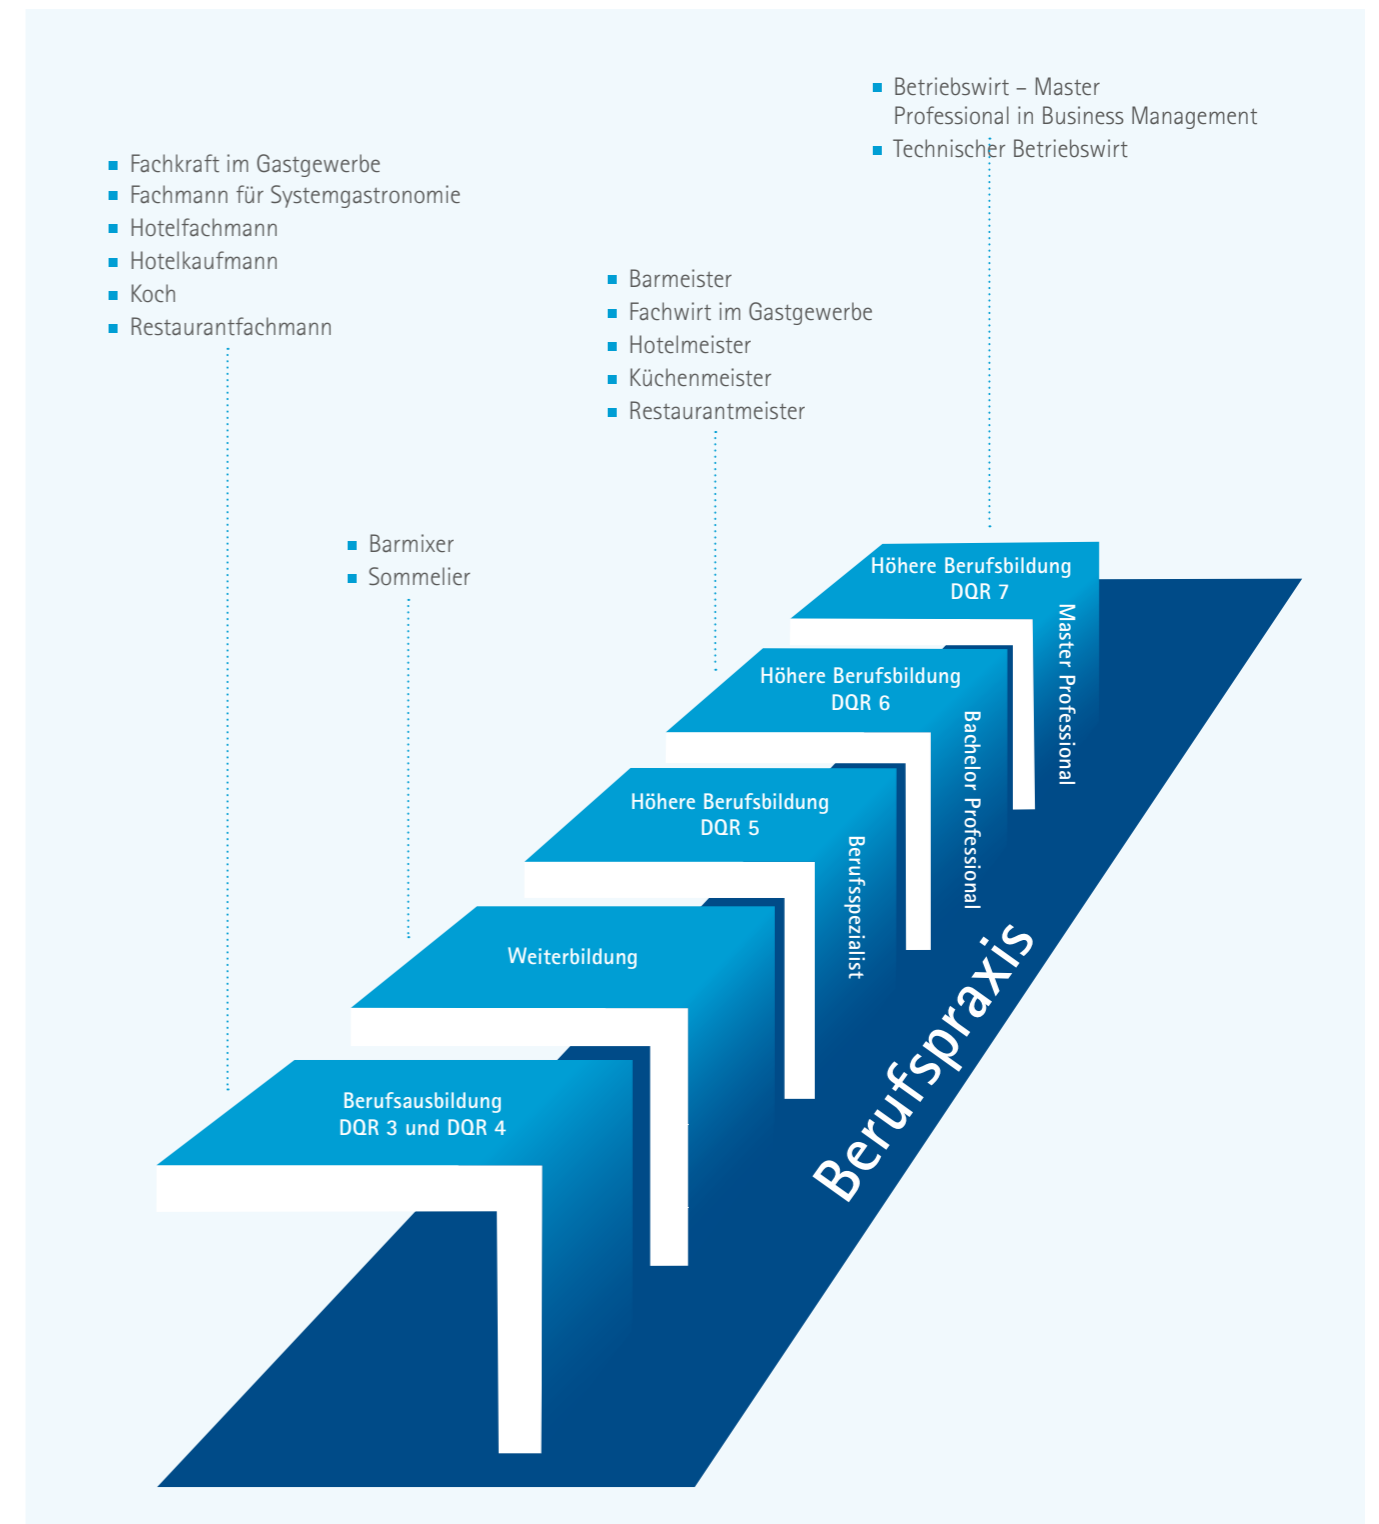 Betriebswirt – Master
Professional in Business Management
Technischer Betriebswirt
Fachkraft im Gastgewerbe
Fachmann für Systemgastronomie
Hotelfachmann
Hotelkaufmann
Koch
Restaurantfachmann
Barmeister
Fachwirt im Gastgewerbe
Hotelmeister
Küchenmeister
Restaurantmeister
Barmixer
Sommelier
Höhere Berufsbildung
DQR 7
Master Professional
Höhere Berufsbildung
DQR 6
Bachelor Professional
Höhere Berufsbildung
DQR 5
Berufsspezialist
Weiterbildung
Berufsausbildung
DQR 3 und DQR 4
Berufspraxis